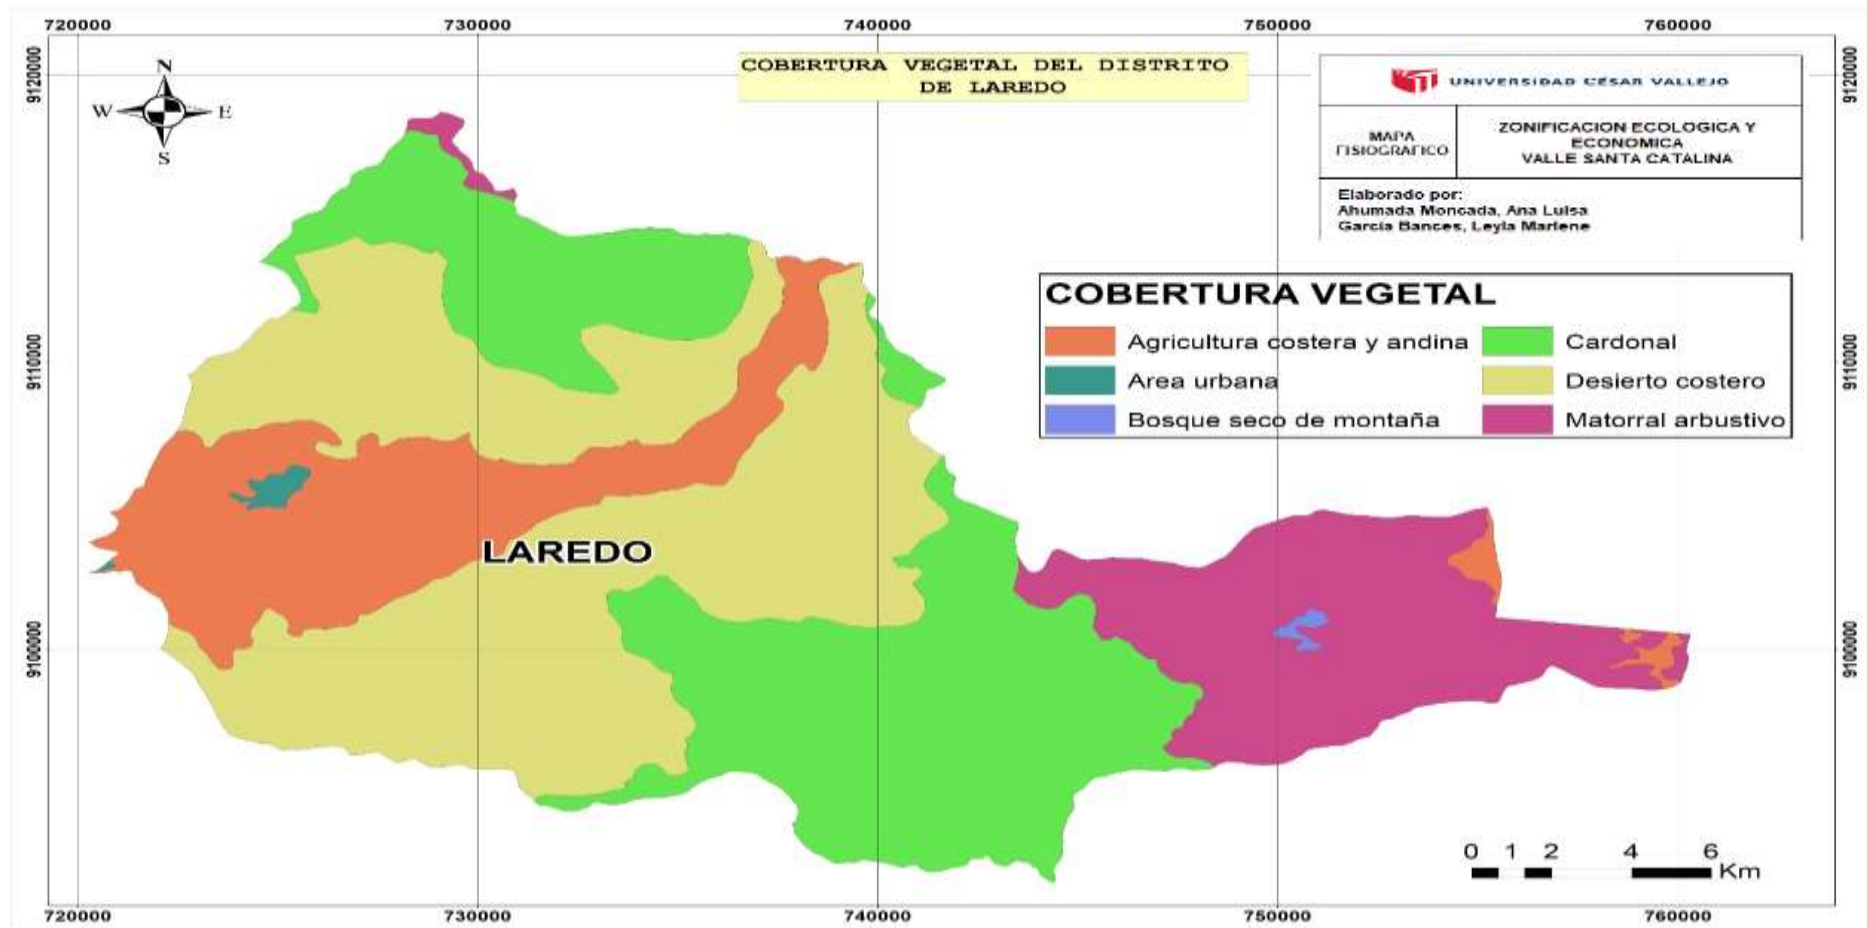 720000 730000 740000 750000 760000
9120000
9120000
N
W E
S
COBERTURA VEGETAL DEL DISTRITO
DE LAREDO
UNIVERSIDAD CÉSAR VALLEJO
MAPA
FISIOGRAFICO
ZONIFICACION ECOLOGICA Y
ECONOMICA
VALLE SANTA CATALINA
Elaborado por:
Ahumada Moncada, Ana Luisa
García Bances, Leyla Marlene
COBERTURA VEGETAL
Agricultura costera y andina
Cardonal
Area urbana
Desierto costero
Bosque seco de montaña
Matorral arbustivo
9110000
9110000
LAREDO
9100000
9100000
0 1 2 4 6
Km
720000 730000 740000 750000 760000